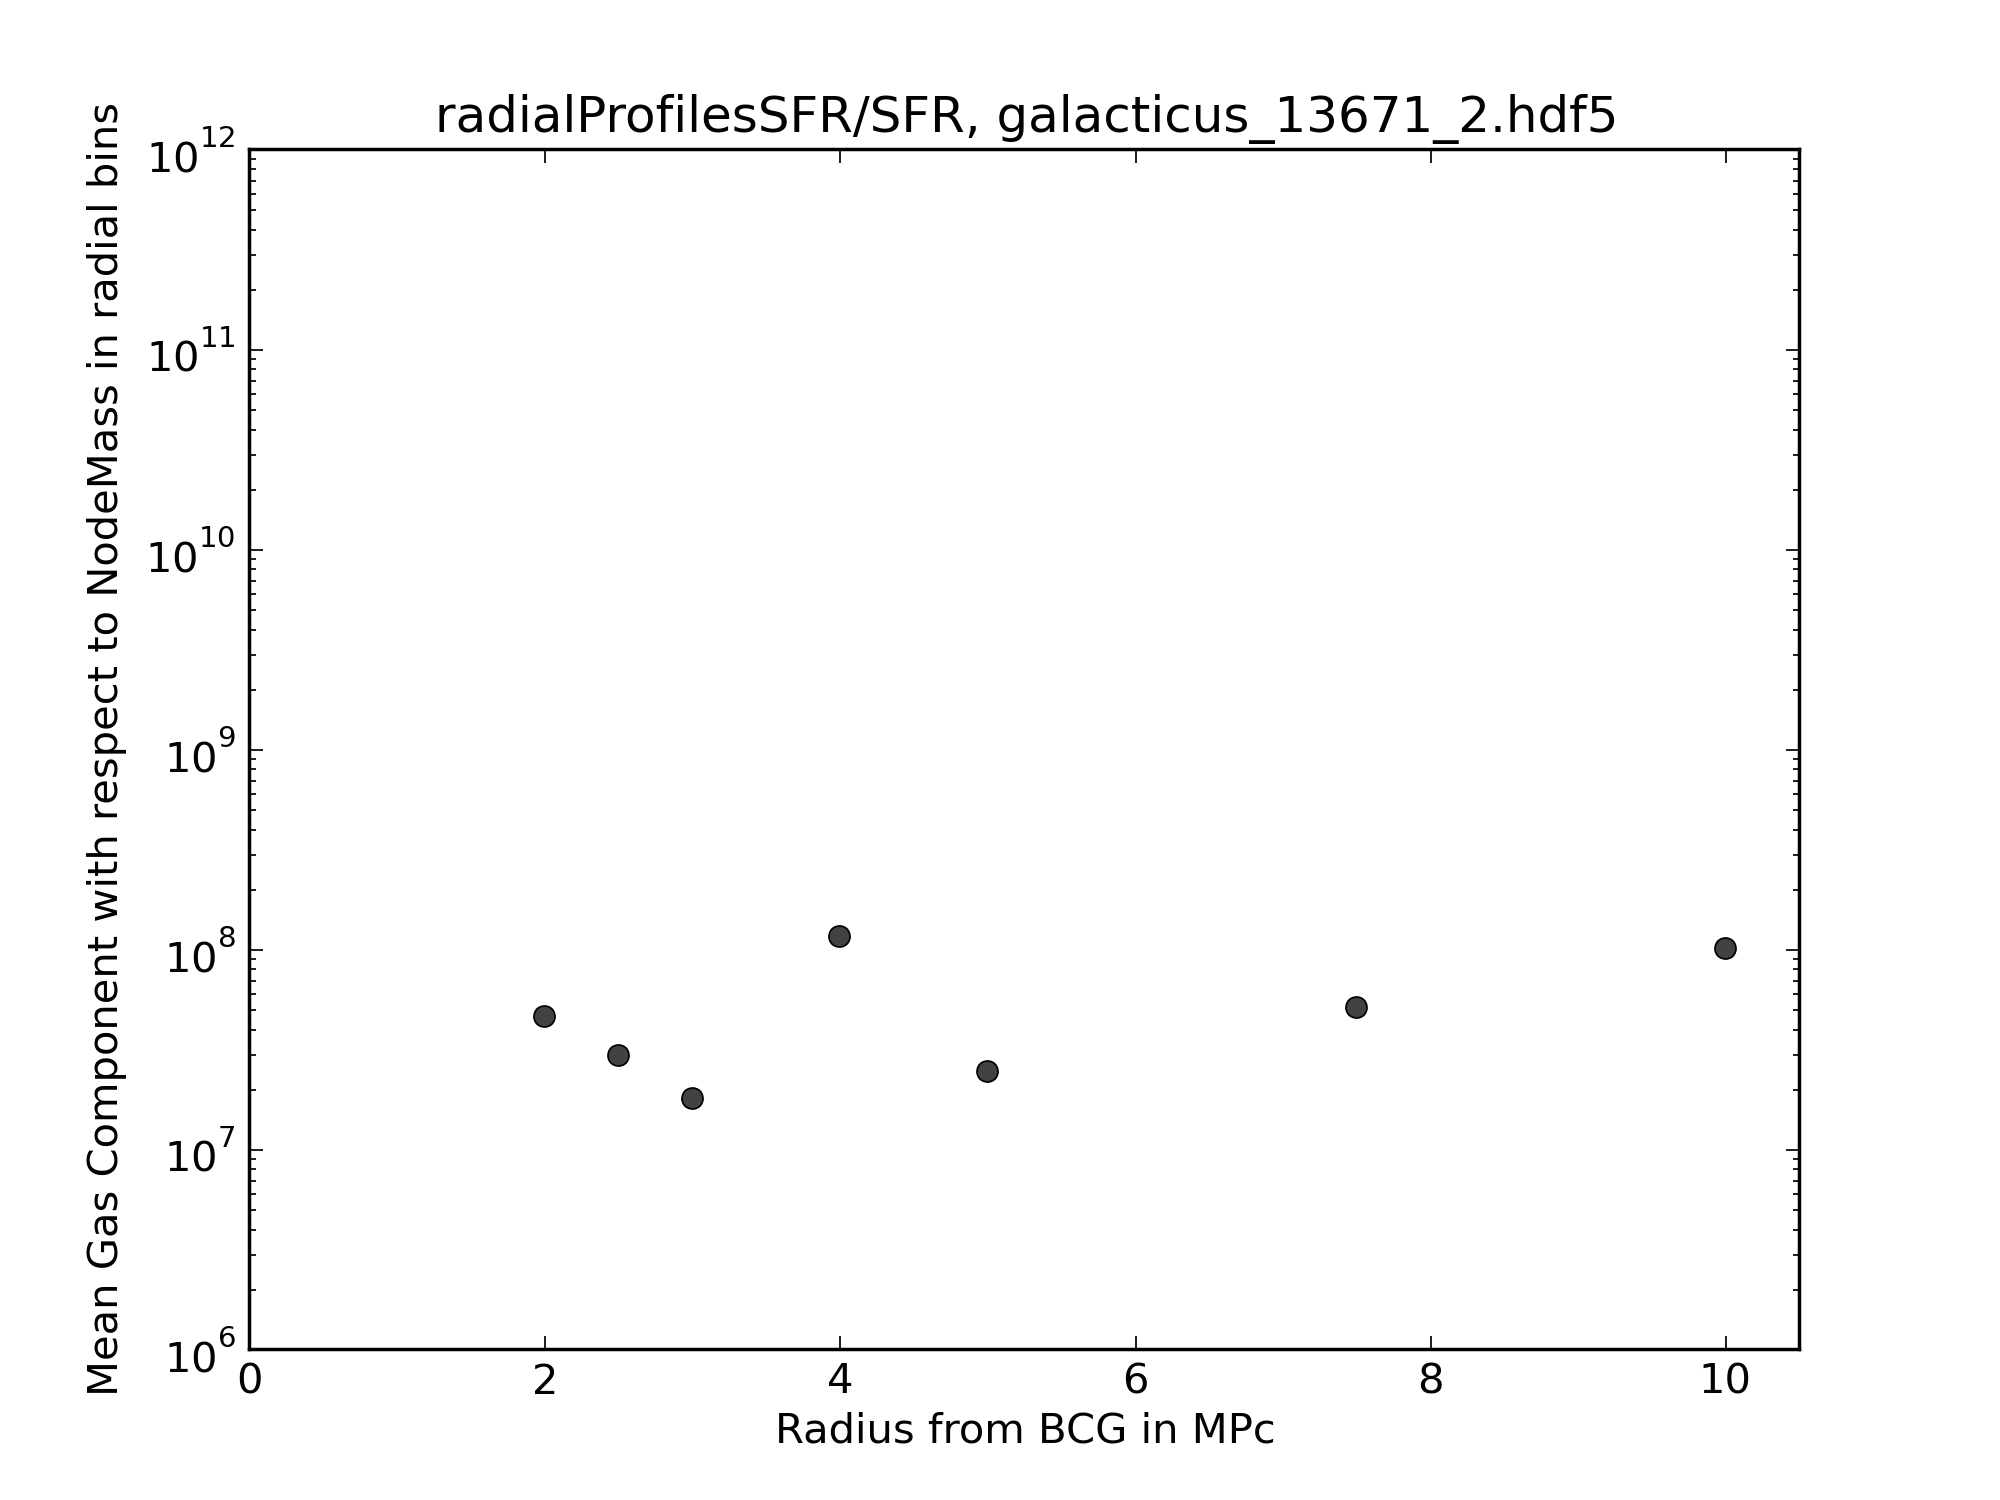 radialProfilesSFR/SFR, galacticus_13671_2.hdf5
Mean Gas Component with respect to NodeMass in radial bins
10^12
10^11
10^10
10^9
10^8
10^7
10^6
0 2 4 6 8 10
Radius from BCG in MPc